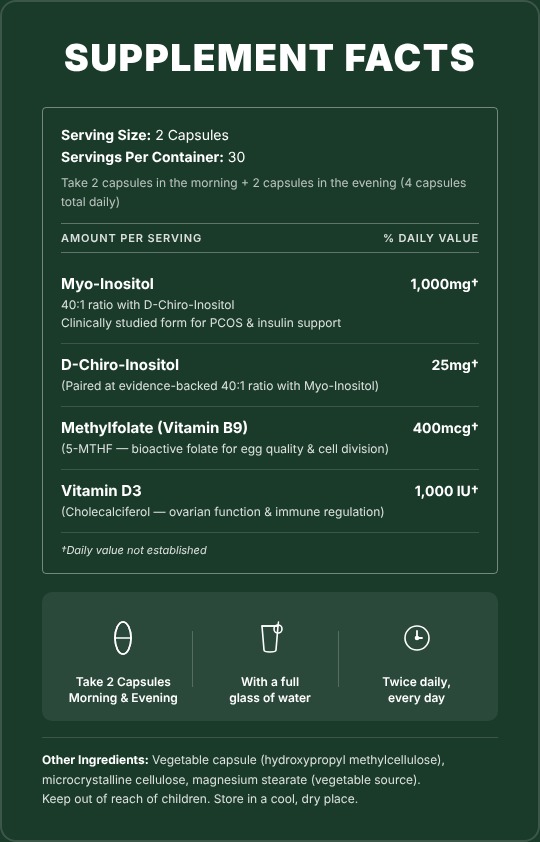 SUPPLEMENT FACTS
Serving Size: 2 Capsules
Servings Per Container: 30
Take 2 capsules in the morning + 2 capsules in the evening (4 capsules
total daily)
AMOUNT PER SERVING % DAILY VALUE
Myo-Inositol 1,000mg†
40:1 ratio with D-Chiro-Inositol
Clinically studied form for PCOS & insulin support
D-Chiro-Inositol 25mg†
(Paired at evidence-backed 40:1 ratio with Myo-Inositol)
Methylfolate (Vitamin B9) 400mcg†
(5-MTHF — bioactive folate for egg quality & cell division)
Vitamin D3 1,000 IU†
(Cholecalciferol — ovarian function & immune regulation)
†Daily value not established
Take 2 Capsules
Morning & Evening
With a full
glass of water
Twice daily,
every day
Other Ingredients: Vegetable capsule (hydroxypropyl methylcellulose),
microcrystalline cellulose, magnesium stearate (vegetable source).
Keep out of reach of children. Store in a cool, dry place.